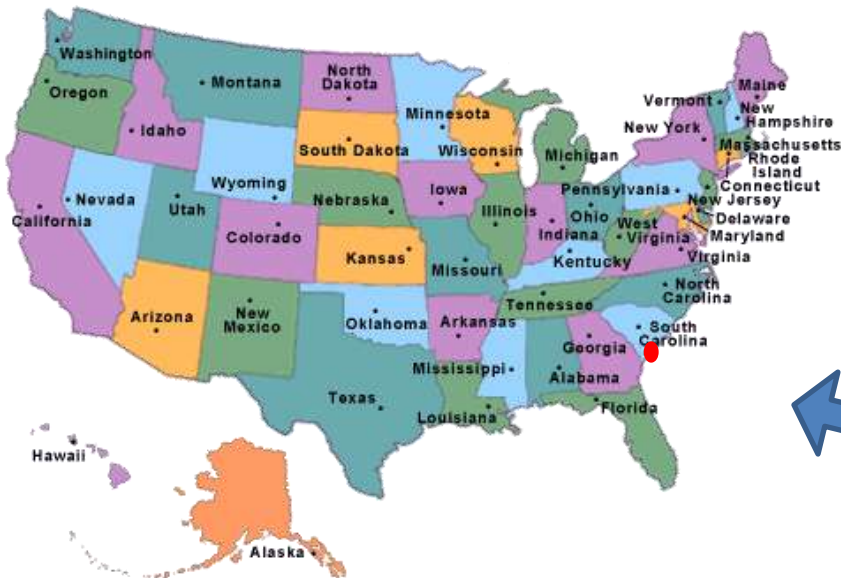 Washington
Montana
North
Dakota
Minnesota
Maine
Oregon
Vermont
New
Hampshire
Idaho
South Dakota
Wisconsin
New York
Massachusetts
Michigan
Rhode
Island
Wyoming
Iowa
Pennsylvania
Connecticut
Nevada
Nebraska
Illinois
Ohio
New Jersey
California
Utah
Colorado
Indiana
West
Virginia
Delaware
Maryland
Kansas
Missouri
Kentucky
Virginia
North
Carolina
Arizona
New
Mexico
Oklahoma
Arkansas
Tennessee
South
Carolina
Georgia
Mississippi
Alabama
Texas
Louisiana
Florida
Hawaii
Alaska